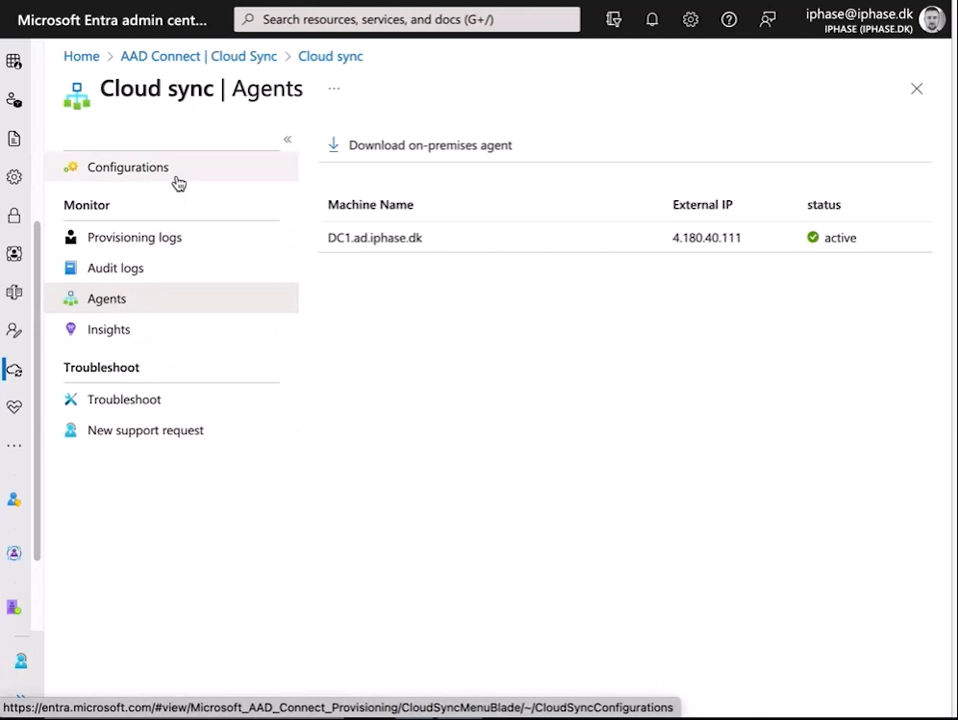 Microsoft Entra admin cent...
Search resources, services, and docs (G+/)
iphase@iphase.dk
IPHASE (IPHASE.DK)
Home > AAD Connect | Cloud Sync > Cloud sync
Cloud sync | Agents
...
Configurations
Monitor
Provisioning logs
Audit logs
Agents
Insights
Troubleshoot
Troubleshoot
New support request
Download on-premises agent
Machine Name External IP status
DC1.ad.iphase.dk 4.180.40.111 active
https://entra.microsoft.com/#view/Microsoft_AAD_Connect_Provisioning/CloudSyncMenuBlade/~/CloudSyncConfigurations